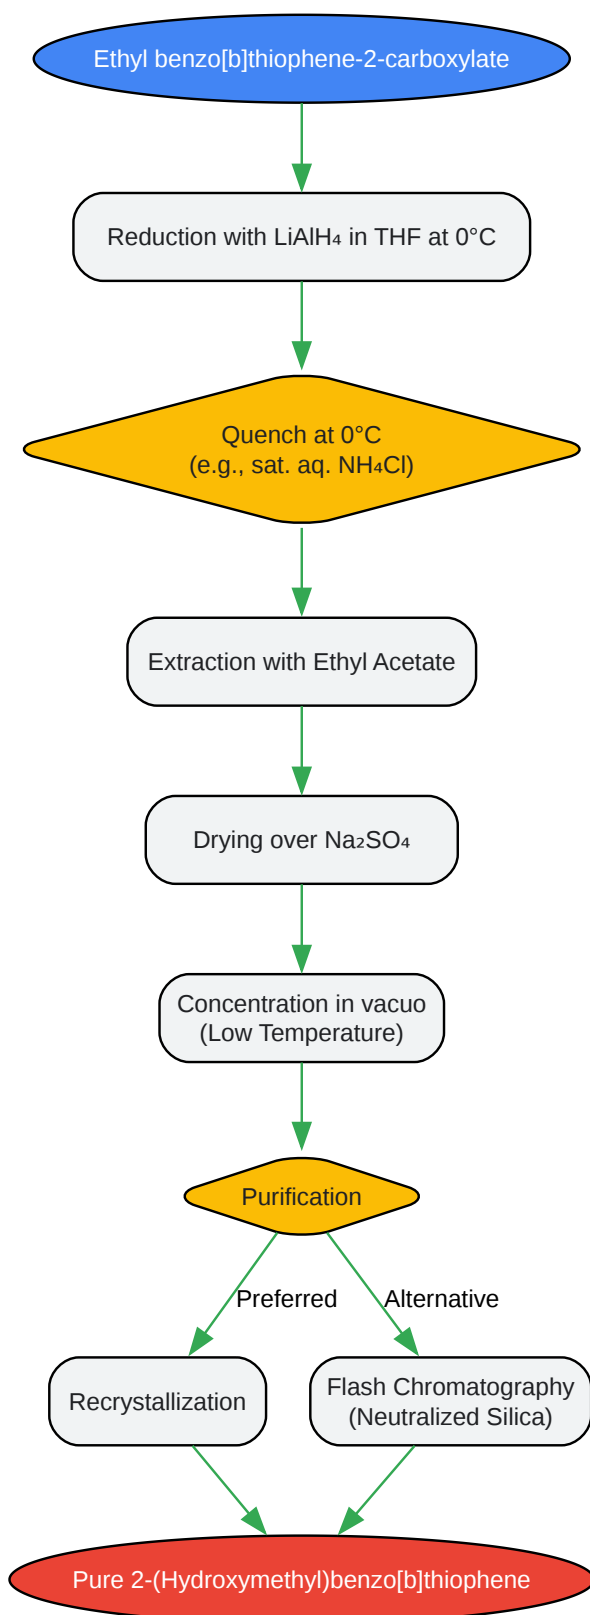 Ethyl benzo[b]thiophene-2-carboxylate
Reduction with LiAlH₄ in THF at 0°C
Quench at 0°C
(e.g., sat. aq. NH₄Cl)
Extraction with Ethyl Acetate
Drying over Na₂SO₄
Concentration in vacuo
(Low Temperature)
Purification
Preferred
Alternative
Recrystallization
Flash Chromatography
(Neutralized Silica)
Pure 2-(Hydroxymethyl)benzo[b]thiophene